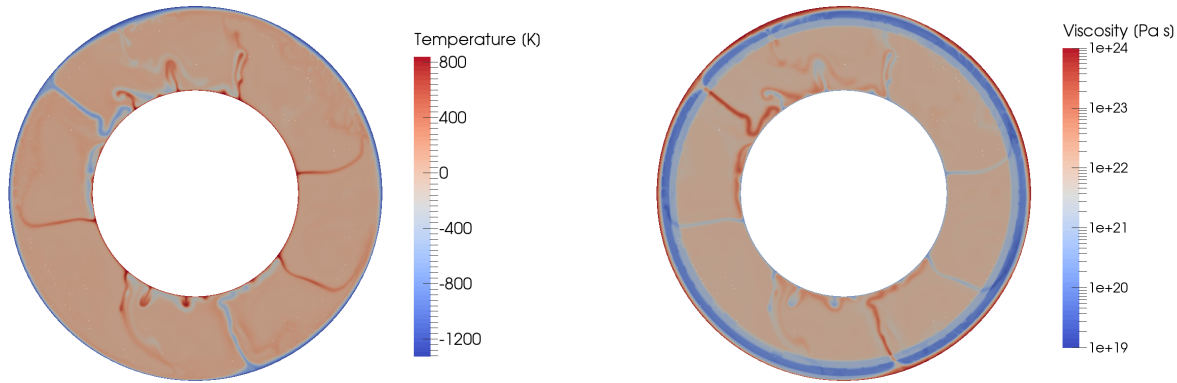 Temperature (K)
800
400
0
-400
-800
-1200
Viscosity (Pa s)
1e+24
1e+23
1e+22
1e+21
1e+20
1e+19